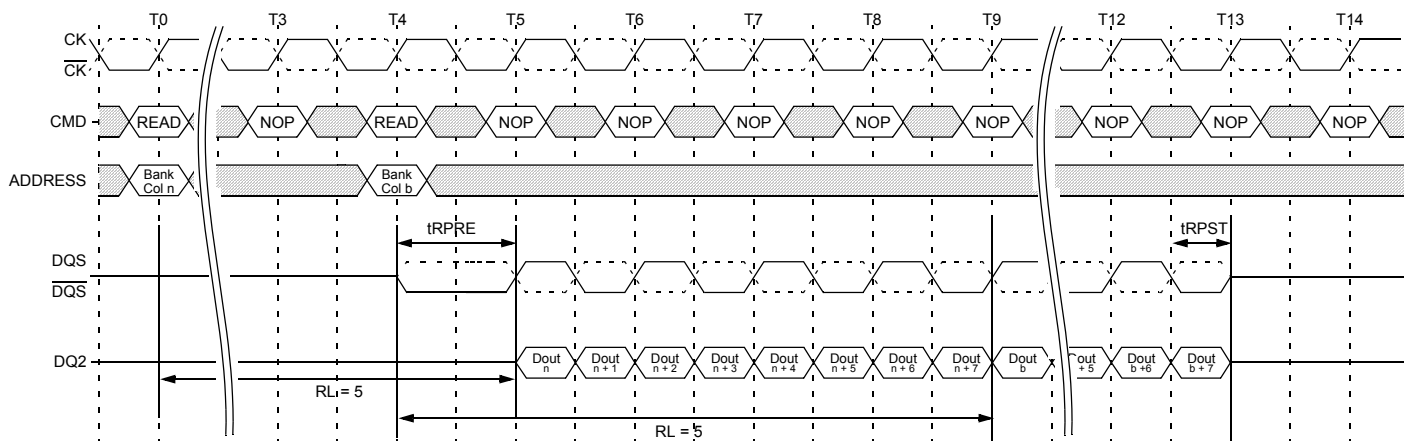 T0 T3 T4 T5 T6 T7 T8 T9 T12 T13 T14
CK
CK
CMD READ NOP READ NOP NOP NOP NOP NOP NOP NOP NOP
ADDRESS Bank Col n Bank Col b
tRPRE tRPST
DQS
DQS
DQ2
Dout n
Dout n + 1
Dout n + 2
Dout n + 3
Dout n + 4
Dout n + 5
Dout n + 6
Dout n + 7
Dout b
out + 5
Dout b +6
Dout b + 7
RL = 5
RL = 5